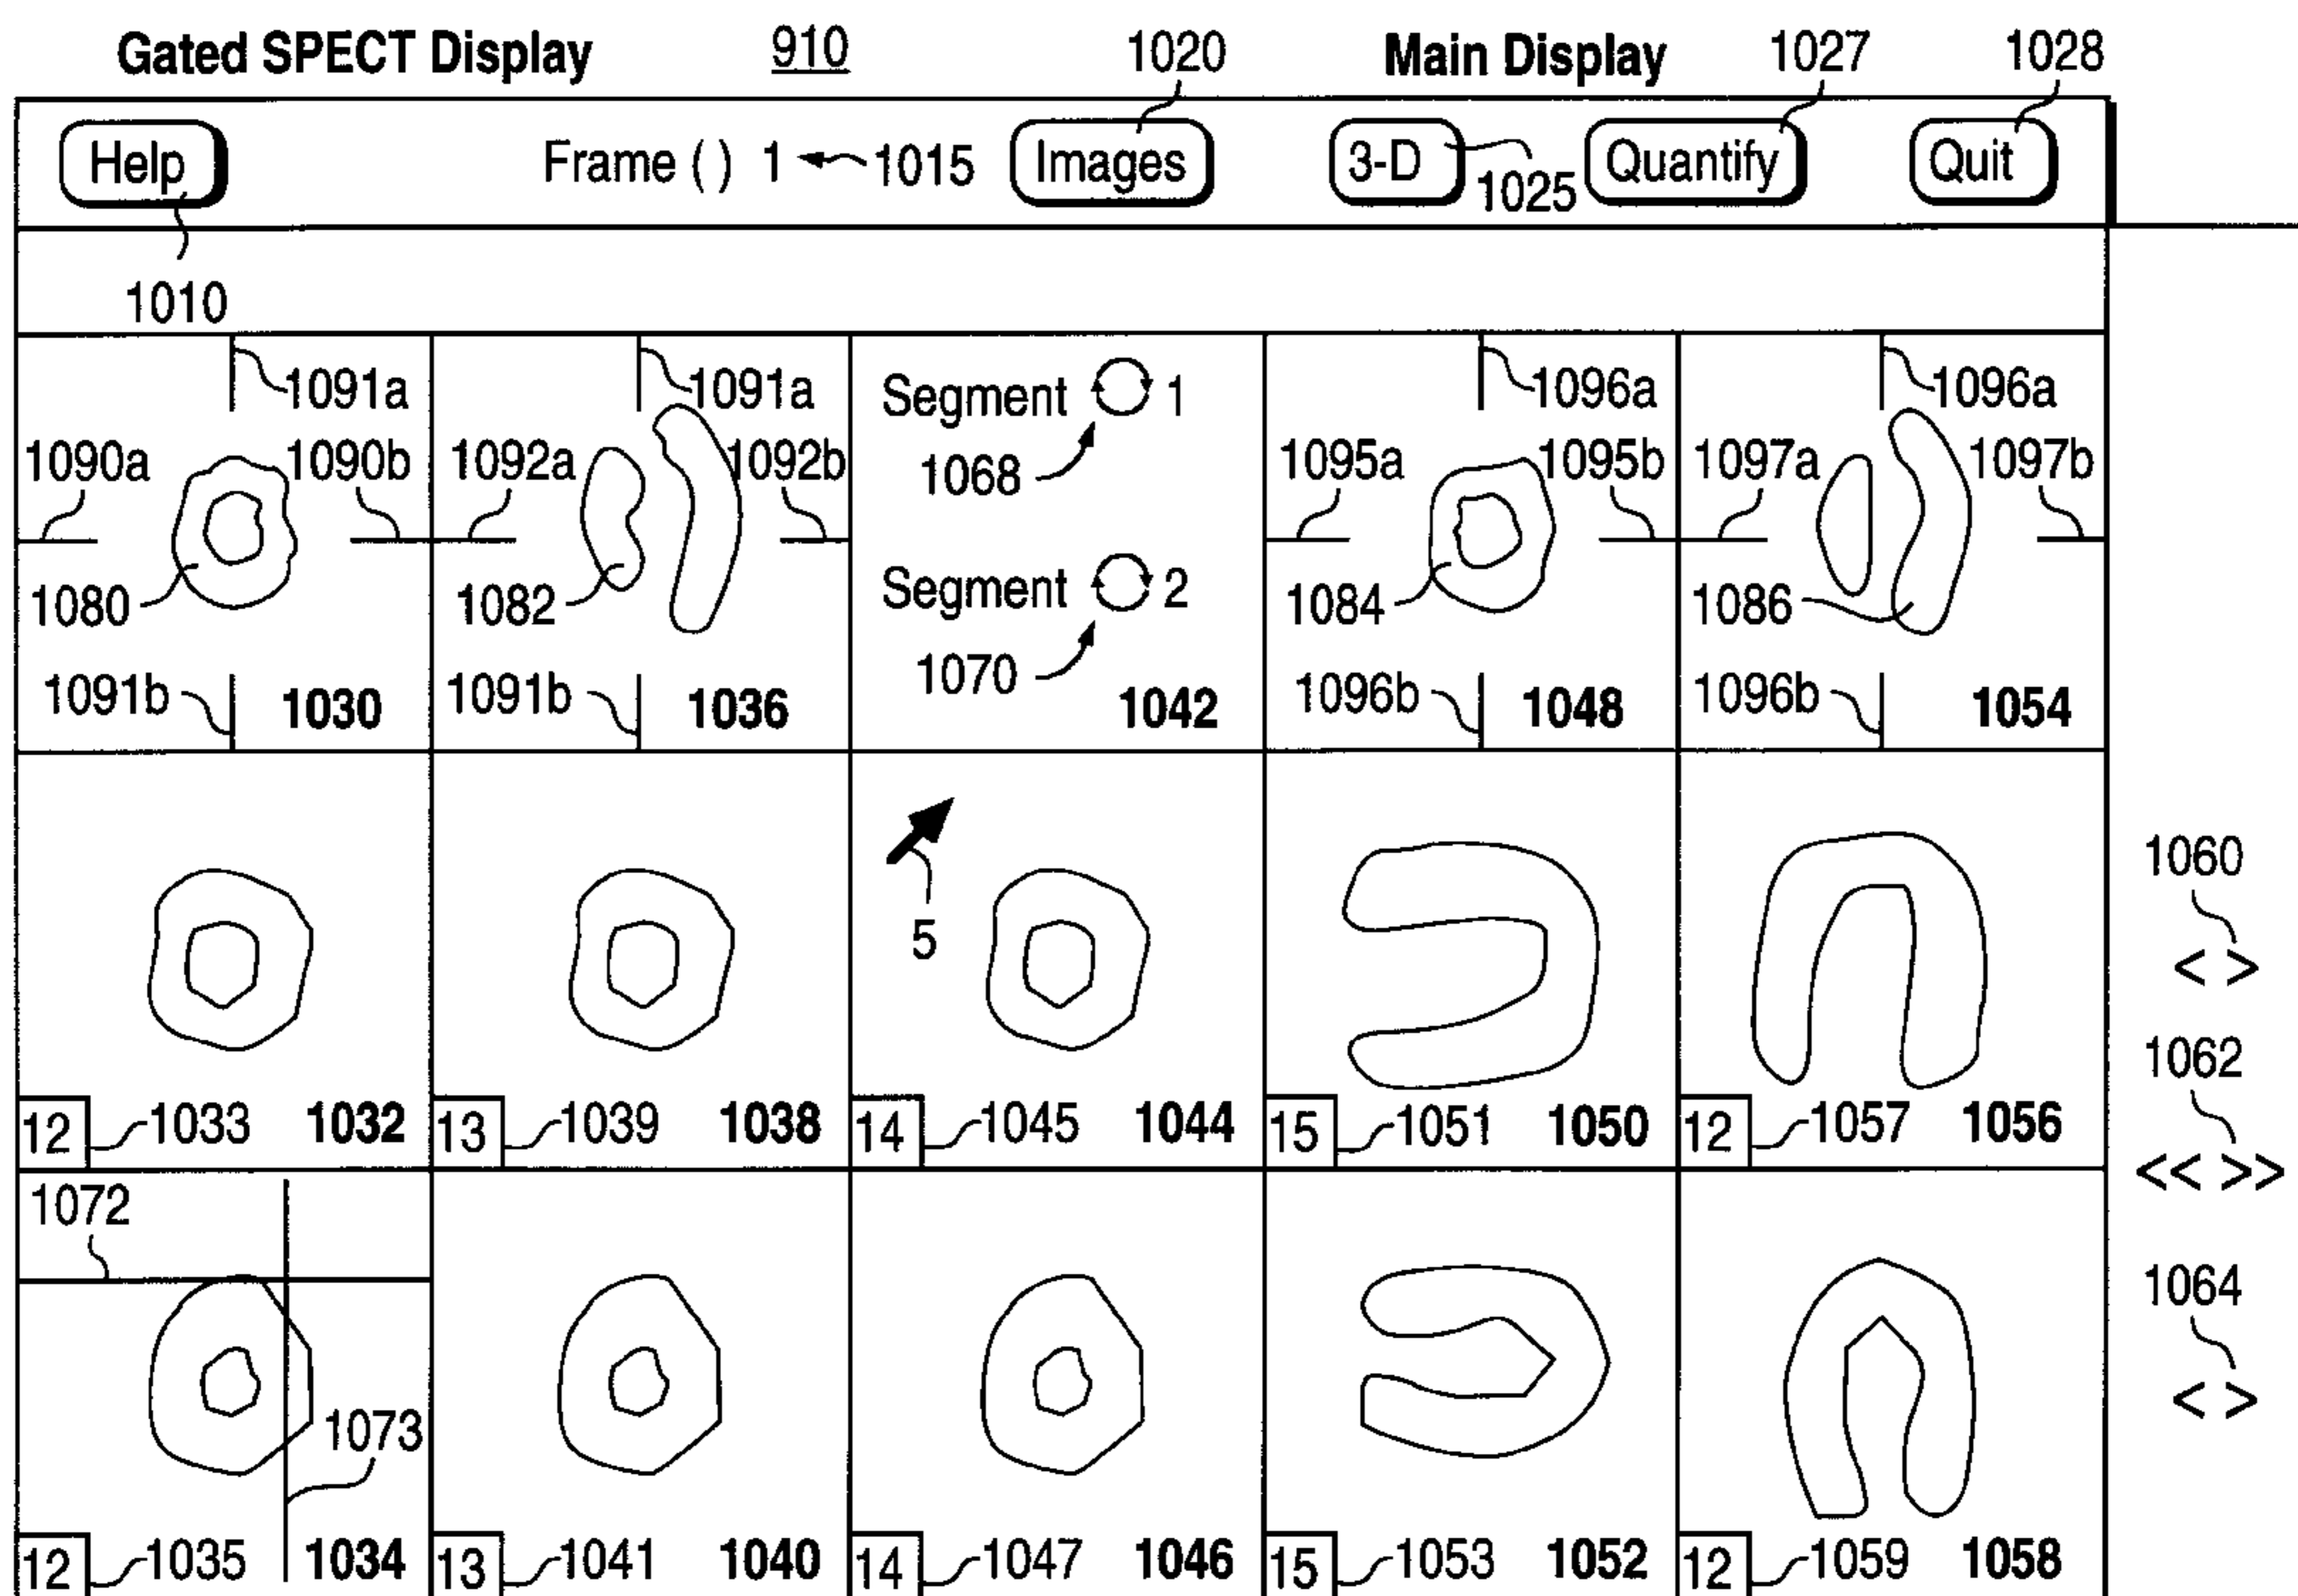 Gated SPECT Display 910 1020 Main Display 1027 1028
Help Frame ( ) 1 1015 Images 3-D 1025 Quantify Quit
1010
1091a 1091a Segment 1 1096a 1096a
1090a 1090b 1092a 1092b 1068 1095a 1095b 1097a 1097b
1080 1082 Segment 2 1084 1086
1091b 1030 1091b 1036 1070 1042 1096b 1048 1096b 1054
1060
5
< >
1062
12 1033 1032 13 1039 1038 14 1045 1044 15 1051 1050 12 1057 1056
<< >>
1072
1064
< >
1073
12 1035 1034 13 1041 1040 14 1047 1046 15 1053 1052 12 1059 1058